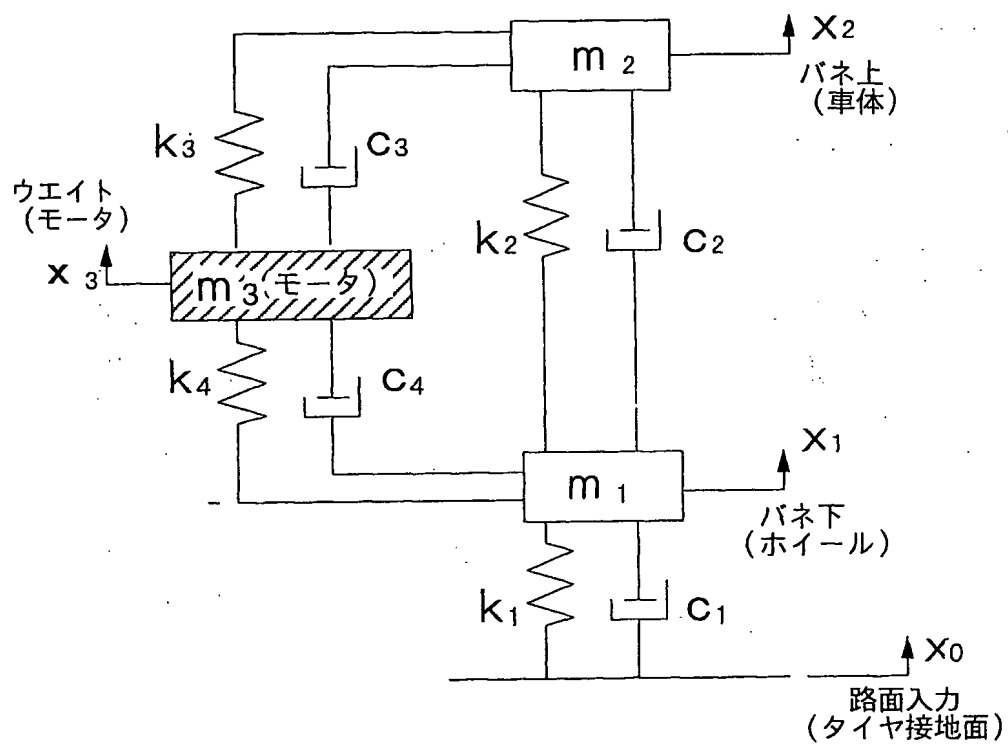 m2
x2
バネ上
(車体)
k3
c3
ウエイト
(モータ)
x3
m3(モータ)
k2
c2
k4
c4
x1
m1
バネ下
(ホイール)
k1
c1
x0
路面入力
(タイヤ接地面)